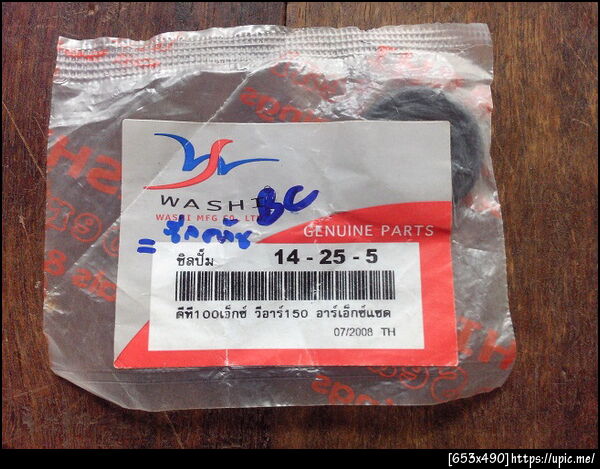 WASHI
WASHI MFG CO. LTD
BC
GENUINE PARTS
=
ซิลปั้ม 14 - 25 - 5
ดีที100เอ็กซ์ วีอาร์150 อาร์เอ็กซ์แซด
07/2008 TH
[653x490]https://upic.me/